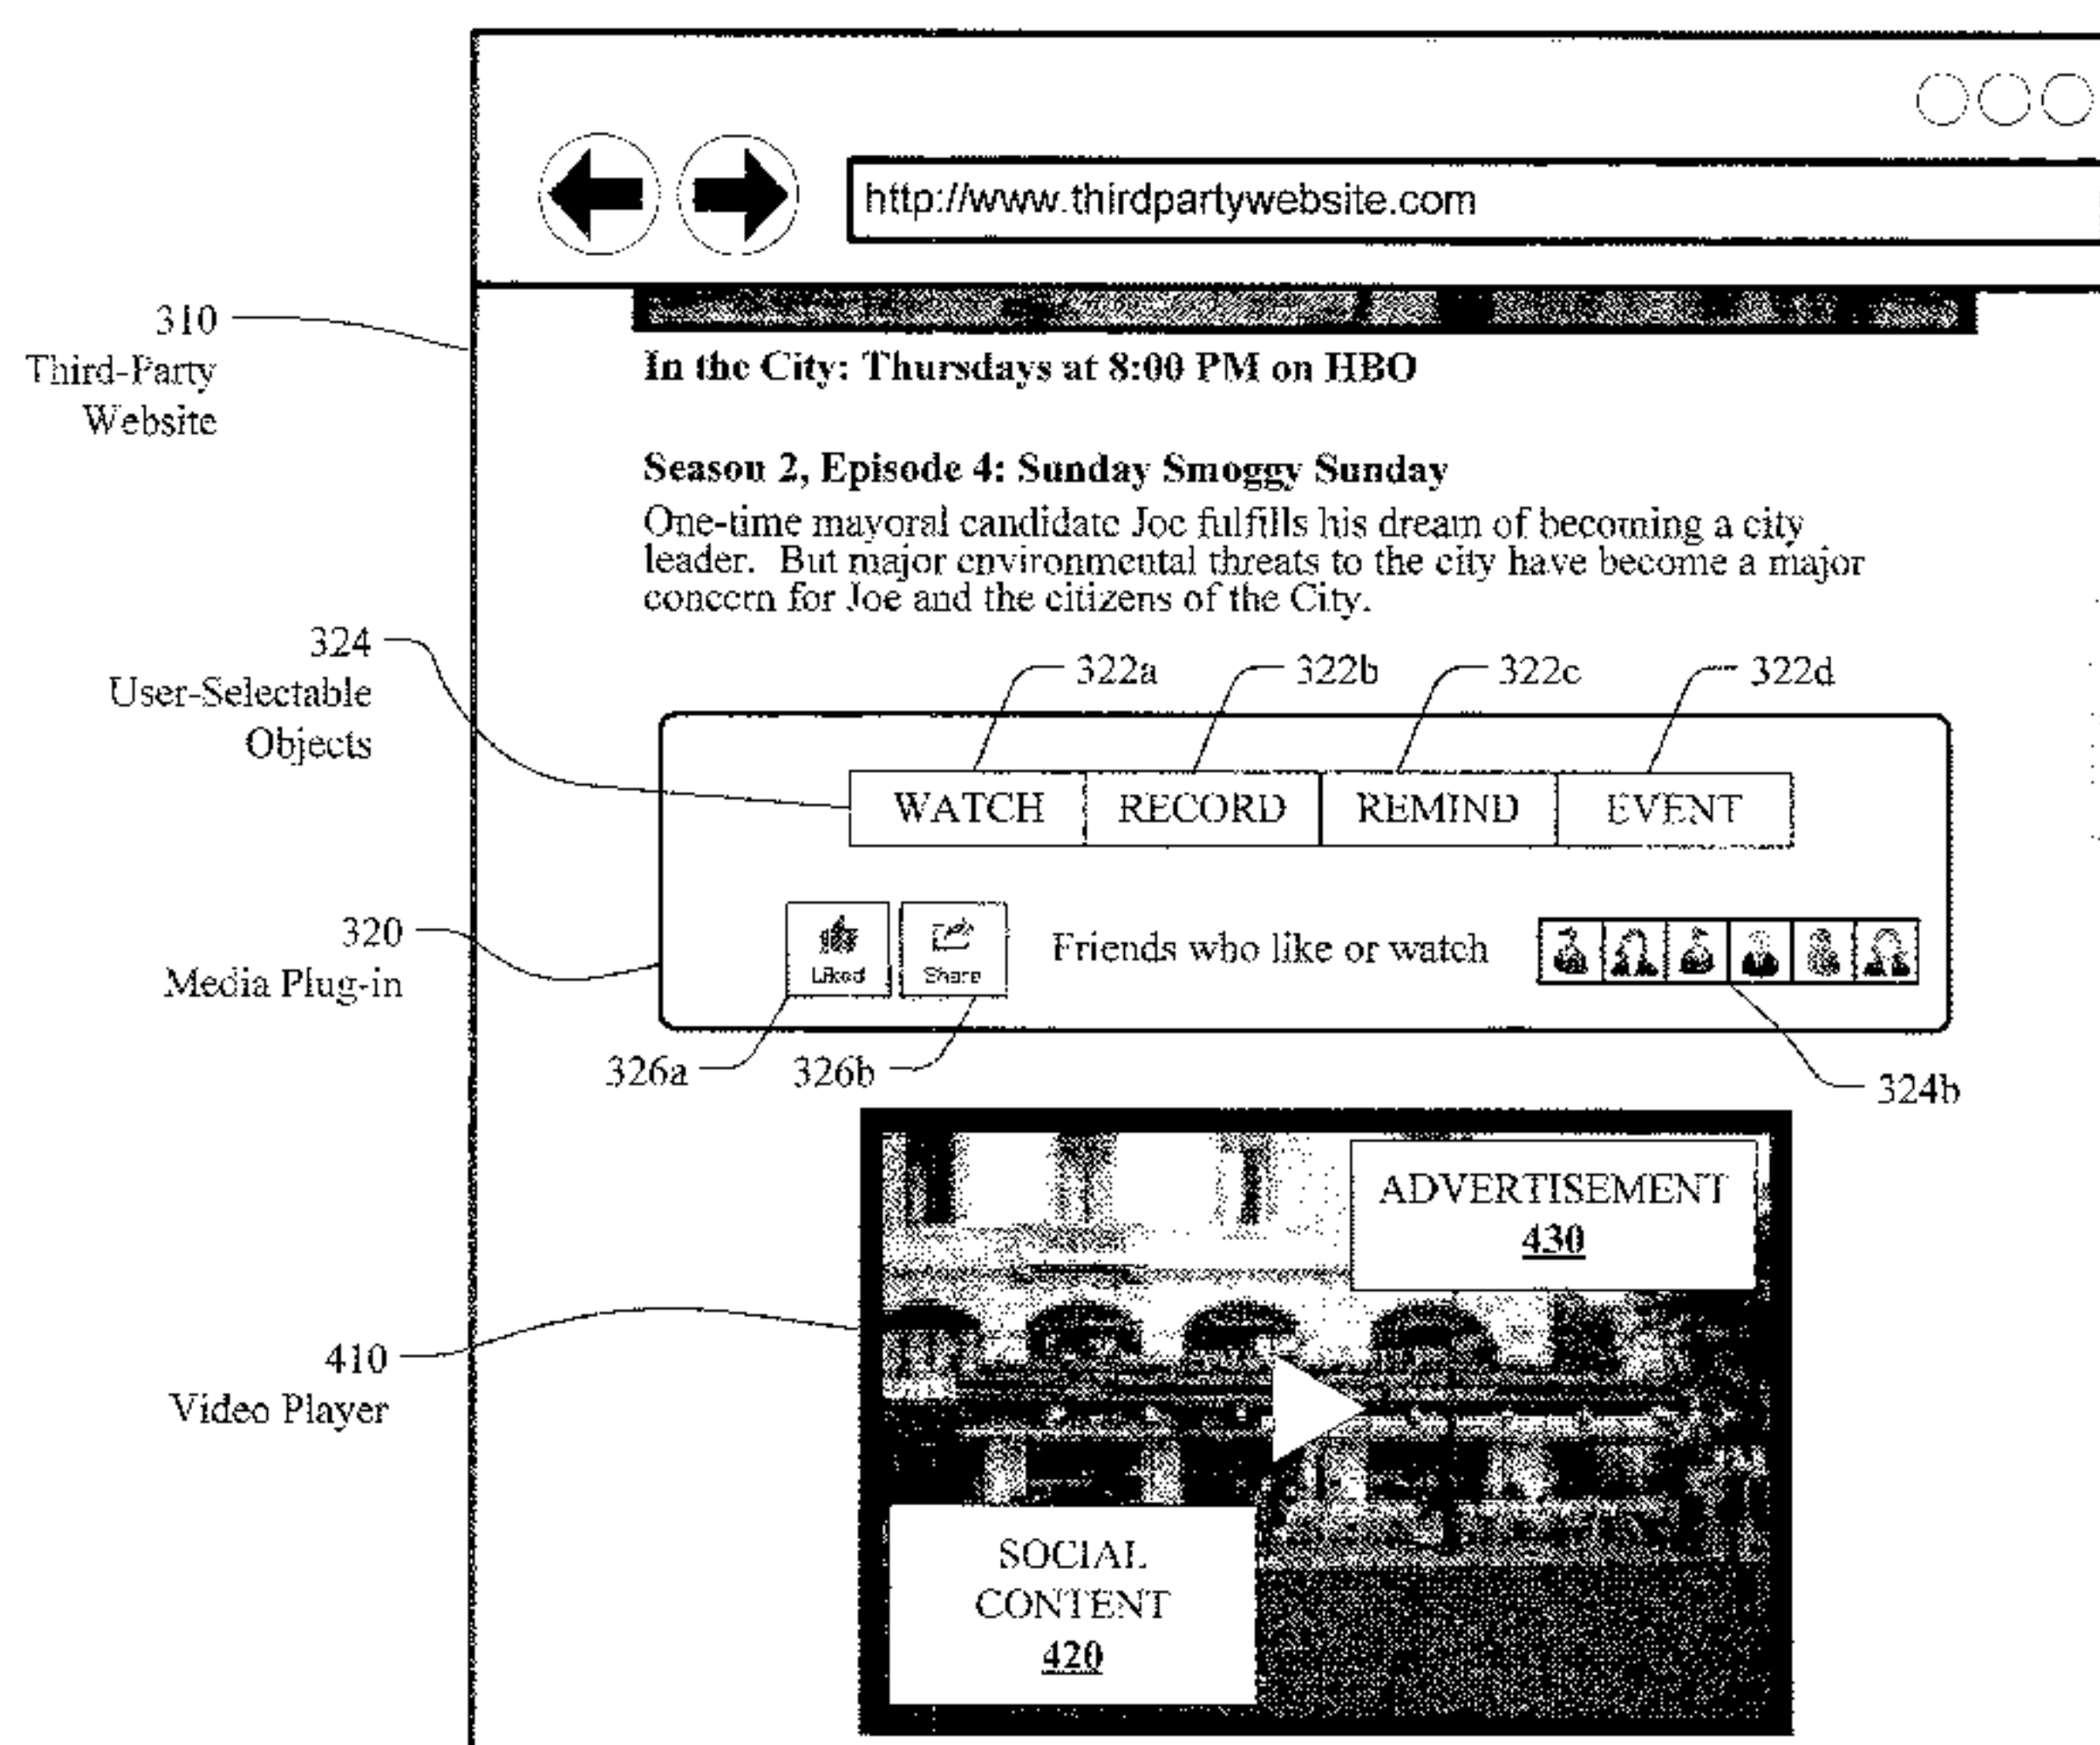 http://www.thirdpartywebsite.com
310
Third-Party
Website
In the City: Thursdays at 8:00 PM on HBO
Season 2, Episode 4: Sunday Smoggy Sunday
One-time mayoral candidate Joe fulfills his dream of becoming a city
leader. But major environmental threats to the city have become a major
concern for Joe and the citizens of the City.
324
User-Selectable
Objects
322a
322b
322c
322d
WATCH
RECORD
REMIND
EVENT
320
Media Plug-in
Liked
Share
Friends who like or watch
326a
326b
324b
ADVERTISEMENT
430
410
Video Player
SOCIAL
CONTENT
420